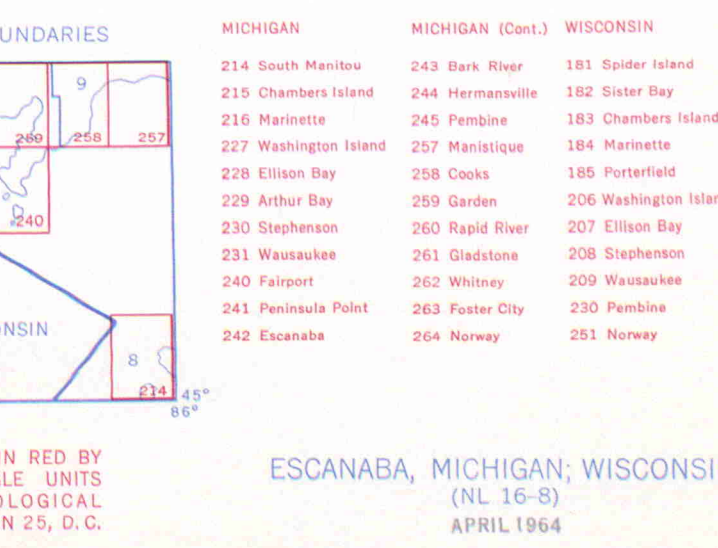 UNDARIES
9
269
258
257
240
NSIN
8
214
45°
86°
MICHIGAN
214 South Manitou
215 Chambers Island
216 Marinette
227 Washington Island
228 Ellison Bay
229 Arthur Bay
230 Stephenson
231 Wausaukee
240 Fairport
241 Peninsula Point
242 Escanaba
MICHIGAN (Cont.)
243 Bark River
244 Hermansville
245 Pembine
257 Manistique
258 Cooks
259 Garden
260 Rapid River
261 Gladstone
262 Whitney
263 Foster City
264 Norway
WISCONSIN
181 Spider Island
182 Sister Bay
183 Chambers Island
184 Marinette
185 Porterfield
206 Washington Islan
207 Ellison Bay
208 Stephenson
209 Wausaukee
230 Pembine
251 Norway
IN RED BY
LE UNITS
OLOGICAL
N 25, D.C.
ESCANABA, MICHIGAN; WISCONSI
(NL 16-8)
APRIL 1964